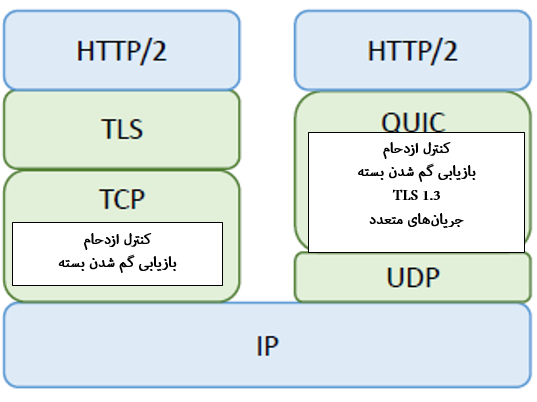 HTTP/2
TLS
TCP
کنترل ازدحام
بازیابی گم شدن بسته
HTTP/2
QUIC
کنترل ازدحام
بازیابی گم شدن بسته
TLS 1.3
جریان‌های متعدد
UDP
IP